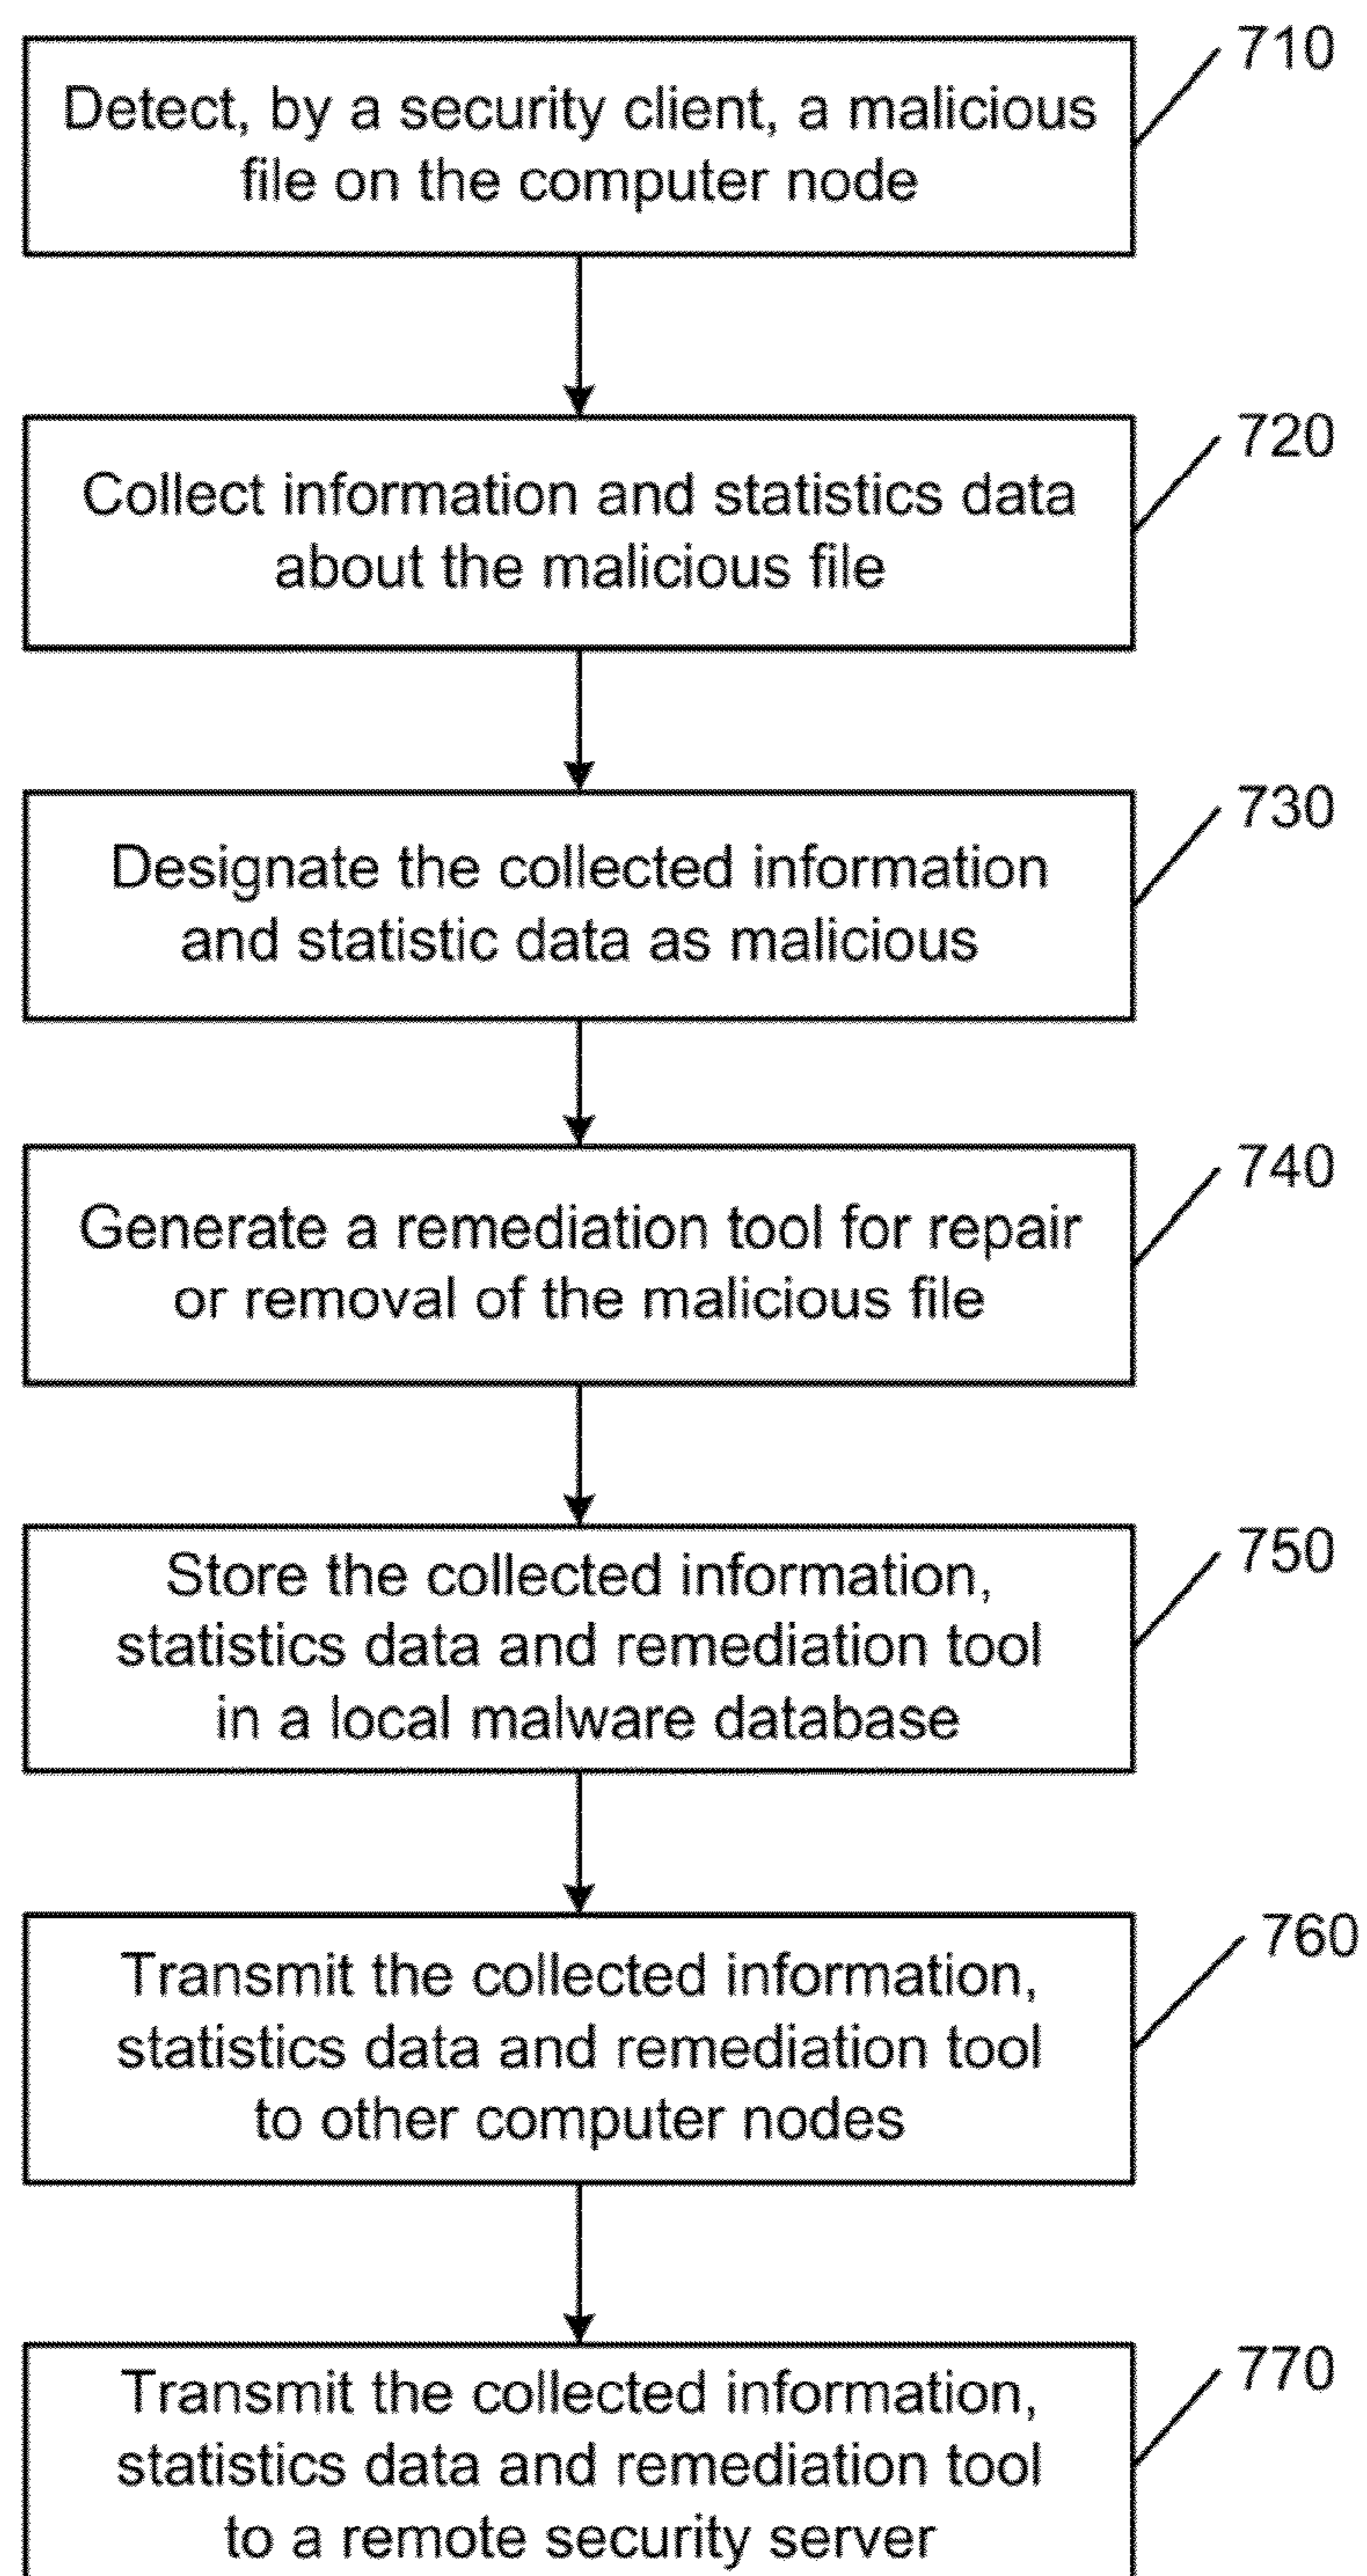 710
Detect, by a security client, a malicious
file on the computer node
720
Collect information and statistics data
about the malicious file
730
Designate the collected information
and statistic data as malicious
740
Generate a remediation tool for repair
or removal of the malicious file
750
Store the collected information,
statistics data and remediation tool
in a local malware database
760
Transmit the collected information,
statistics data and remediation tool
to other computer nodes
770
Transmit the collected information,
statistics data and remediation tool
to a remote security server